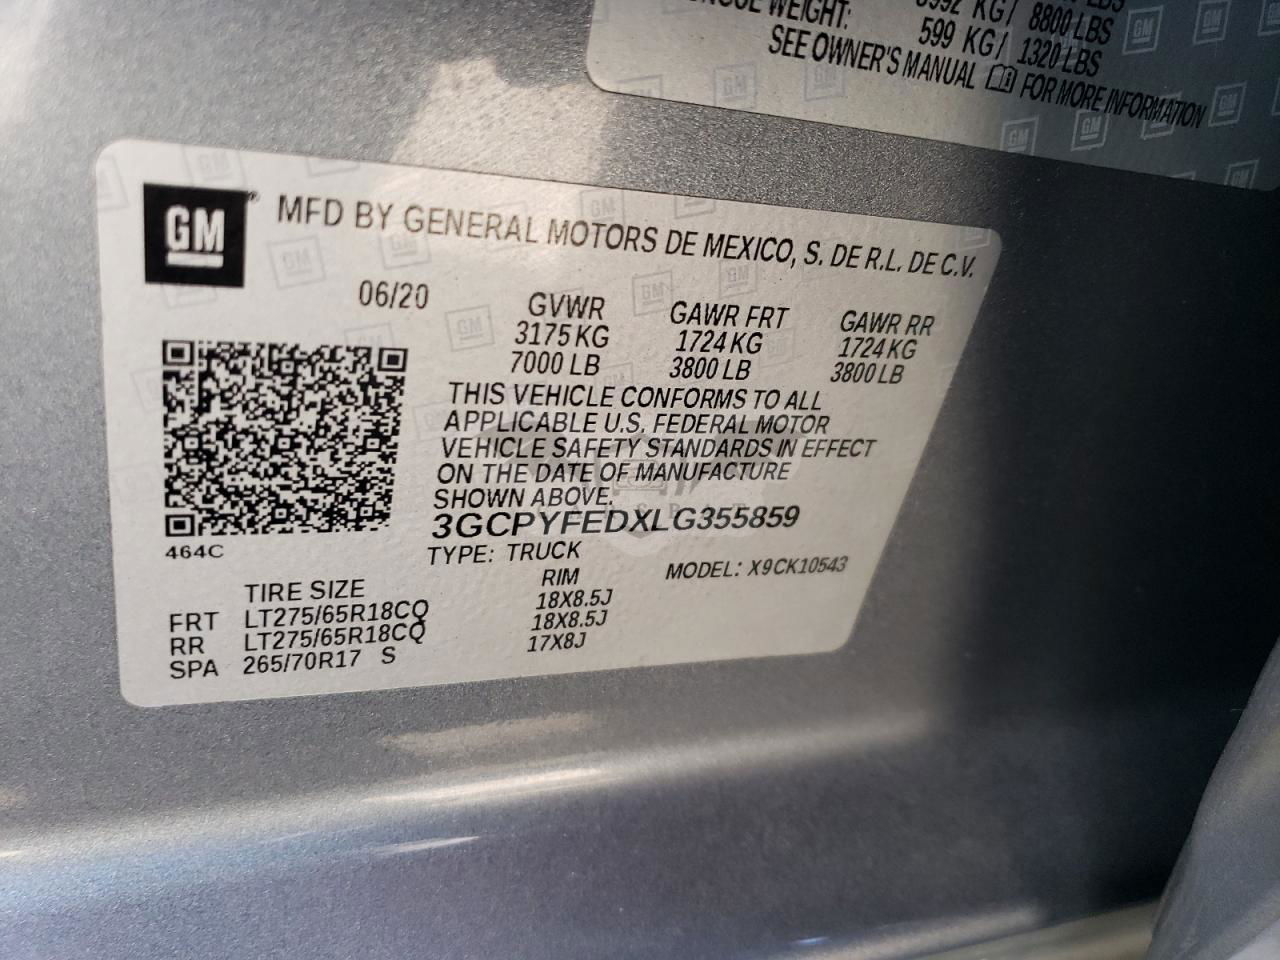 KG/ 8800 LBS
WEIGHT: 599 KG/ 1320 LBS
SEE OWNER'S MANUAL FOR MORE INFORMATION
GM® MFD BY GENERAL MOTORS DE MEXICO, S. DE R.L. DE C.V.
06/20 GVWR GAWR FRT GAWR RR
3175 KG 1724 KG 1724 KG
7000 LB 3800 LB 3800 LB
THIS VEHICLE CONFORMS TO ALL
APPLICABLE U.S. FEDERAL MOTOR
VEHICLE SAFETY STANDARDS IN EFFECT
ON THE DATE OF MANUFACTURE
SHOWN ABOVE.
3GCPYFEDXLG355859
464C
TYPE: TRUCK MODEL: X9CK10543
TIRE SIZE RIM
FRT LT275/65R18CQ 18X8.5J
RR LT275/65R18CQ 18X8.5J
SPA 265/70R17 S 17X8J